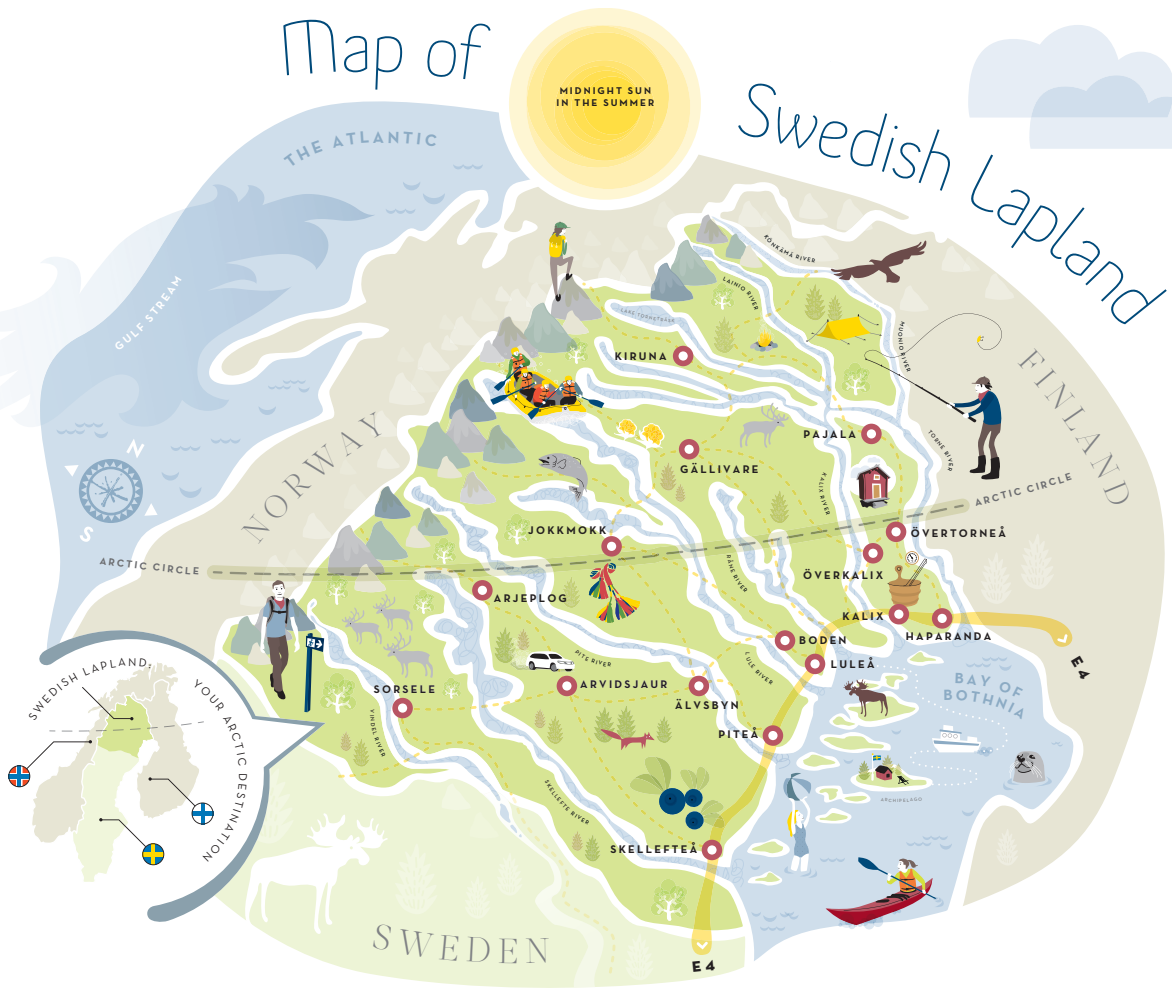 Map of
Swedish Lapland
MIDNIGHT SUN
IN THE SUMMER
THE ATLANTIC
GULF STREAM
N
S
NORWAY
FINLAND
KÖNKÄMÄ RIVER
LAINIO RIVER
MUONIO RIVER
LAKE TORNETRÄSK
KIRUNA
PAJALA
TORNE RIVER
GÄLLIVARE
KALIX RIVER
ARCTIC CIRCLE
JOKKMOKK
ÖVERTORNEÅ
ARCTIC CIRCLE
ÖVERKALIX
RÅNE RIVER
ARJEPLOG
KALIX
HAPARANDA
BODEN
LULEÅ
E4
PITE RIVER
LULE RIVER
BAY OF
BOTHNIA
SORSELE
ARVIDSJAUR
ÄLVSBYN
VINDEL RIVER
PITEÅ
SKELLEFTE RIVER
ARCHIPELAGO
SKELLEFTEÅ
SWEDISH LAPLAND:
YOUR ARCTIC DESTINATION
SWEDEN
E4